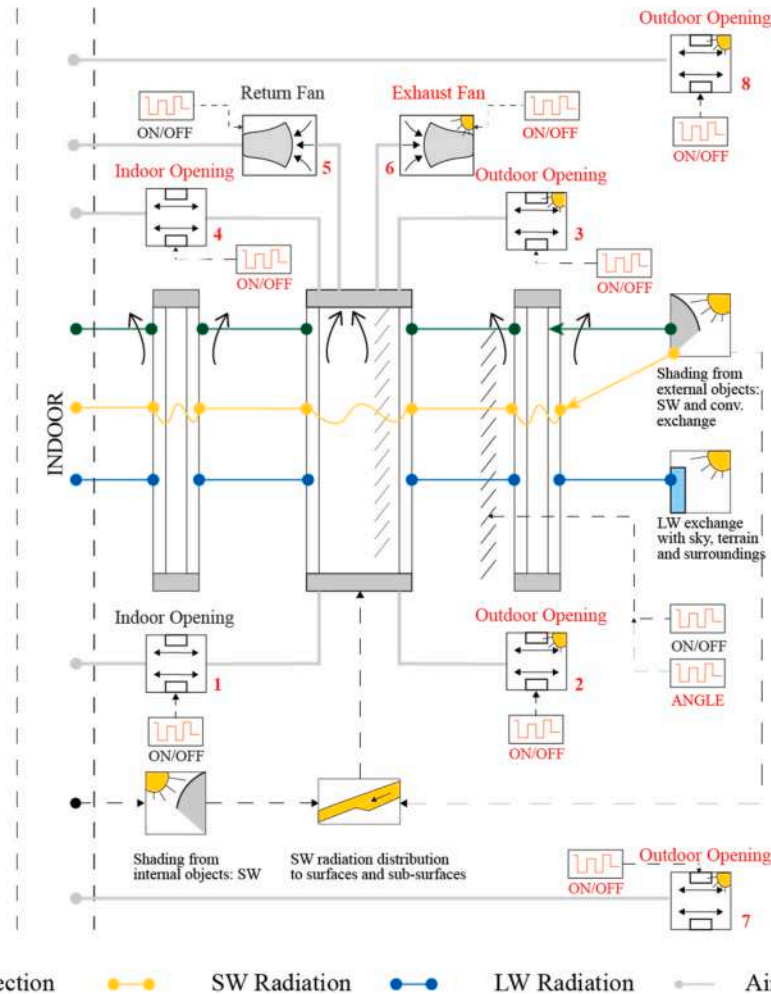 Outdoor Opening
8
ON/OFF
Return Fan
ON/OFF
5
Exhaust Fan
ON/OFF
6
Indoor Opening
4
ON/OFF
Outdoor Opening
3
ON/OFF
INDOOR
Shading from
external objects:
SW and conv.
exchange
LW exchange
with sky, terrain
and surroundings
Indoor Opening
1
ON/OFF
Outdoor Opening
2
ON/OFF
ON/OFF
ANGLE
Shading from
internal objects: SW
SW radiation distribution
to surfaces and sub-surfaces
Outdoor Opening
ON/OFF
7
ection
SW Radiation
LW Radiation
Air